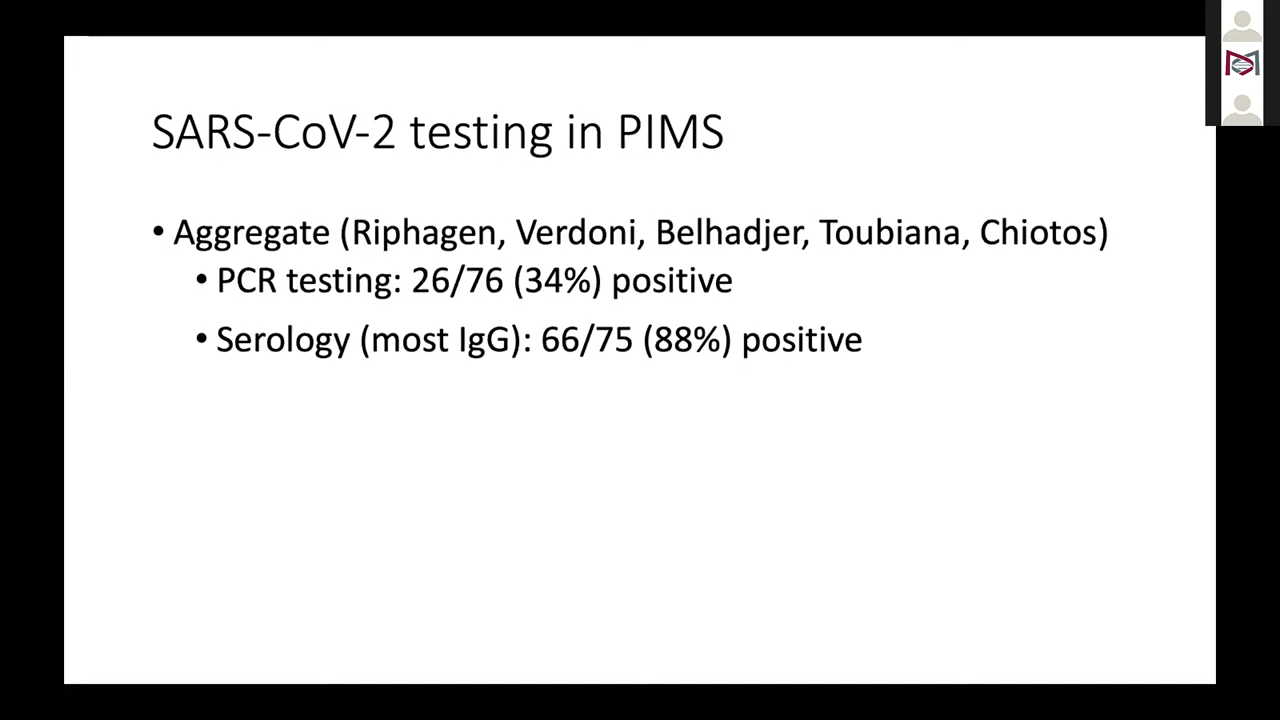 SARS-CoV-2 testing in PIMS
• Aggregate (Riphagen, Verdoni, Belhadjer, Toubiana, Chiotos)
• PCR testing: 26/76 (34%) positive
• Serology (most IgG): 66/75 (88%) positive